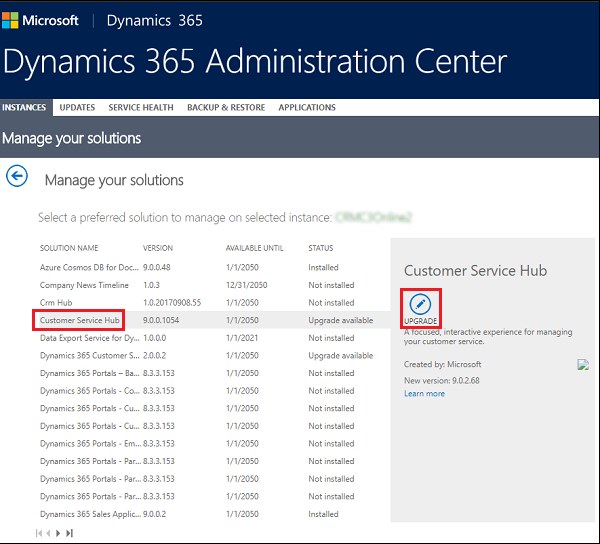 Microsoft | Dynamics 365
Dynamics 365 Administration Center
INSTANCES UPDATES SERVICE HEALTH BACKUP & RESTORE APPLICATIONS
Manage your solutions
Manage your solutions
Select a preferred solution to manage on selected instance:
SOLUTION NAME VERSION AVAILABLE UNTIL STATUS
Azure Cosmos DB for Doc... 9.0.0.48 1/1/2050 Installed
Company News Timeline 1.0.3 12/31/2050 Not installed
Crm Hub 1.0.20170908.55 1/1/2050 Not installed
Customer Service Hub 9.0.0.1054 1/1/2050 Upgrade available
Data Export Service for Dy... 1.0.0.0 1/1/2021 Not installed
Dynamics 365 Customer S... 2.0.0.2 1/1/2050 Upgrade available
Dynamics 365 Portals – Ba... 8.3.3.153 1/1/2050 Not installed
Dynamics 365 Portals - Co... 8.3.3.153 1/1/2050 Not installed
Dynamics 365 Portals - Cu... 8.3.3.153 1/1/2050 Not installed
Dynamics 365 Portals - Cu... 8.3.3.153 1/1/2050 Not installed
Dynamics 365 Portals - Em... 8.3.3.153 1/1/2050 Not installed
Dynamics 365 Portals - Par... 8.3.3.153 1/1/2050 Not installed
Dynamics 365 Portals - Par... 8.3.3.153 1/1/2050 Not installed
Dynamics 365 Portals - Par... 8.3.3.153 1/1/2050 Not installed
Dynamics 365 Sales Applic... 9.0.0.2 1/1/2050 Installed
Customer Service Hub
UPGRADE
A focused, interactive experience for managing
your customer service.
Created by: Microsoft
New version: 9.0.2.68
Learn more